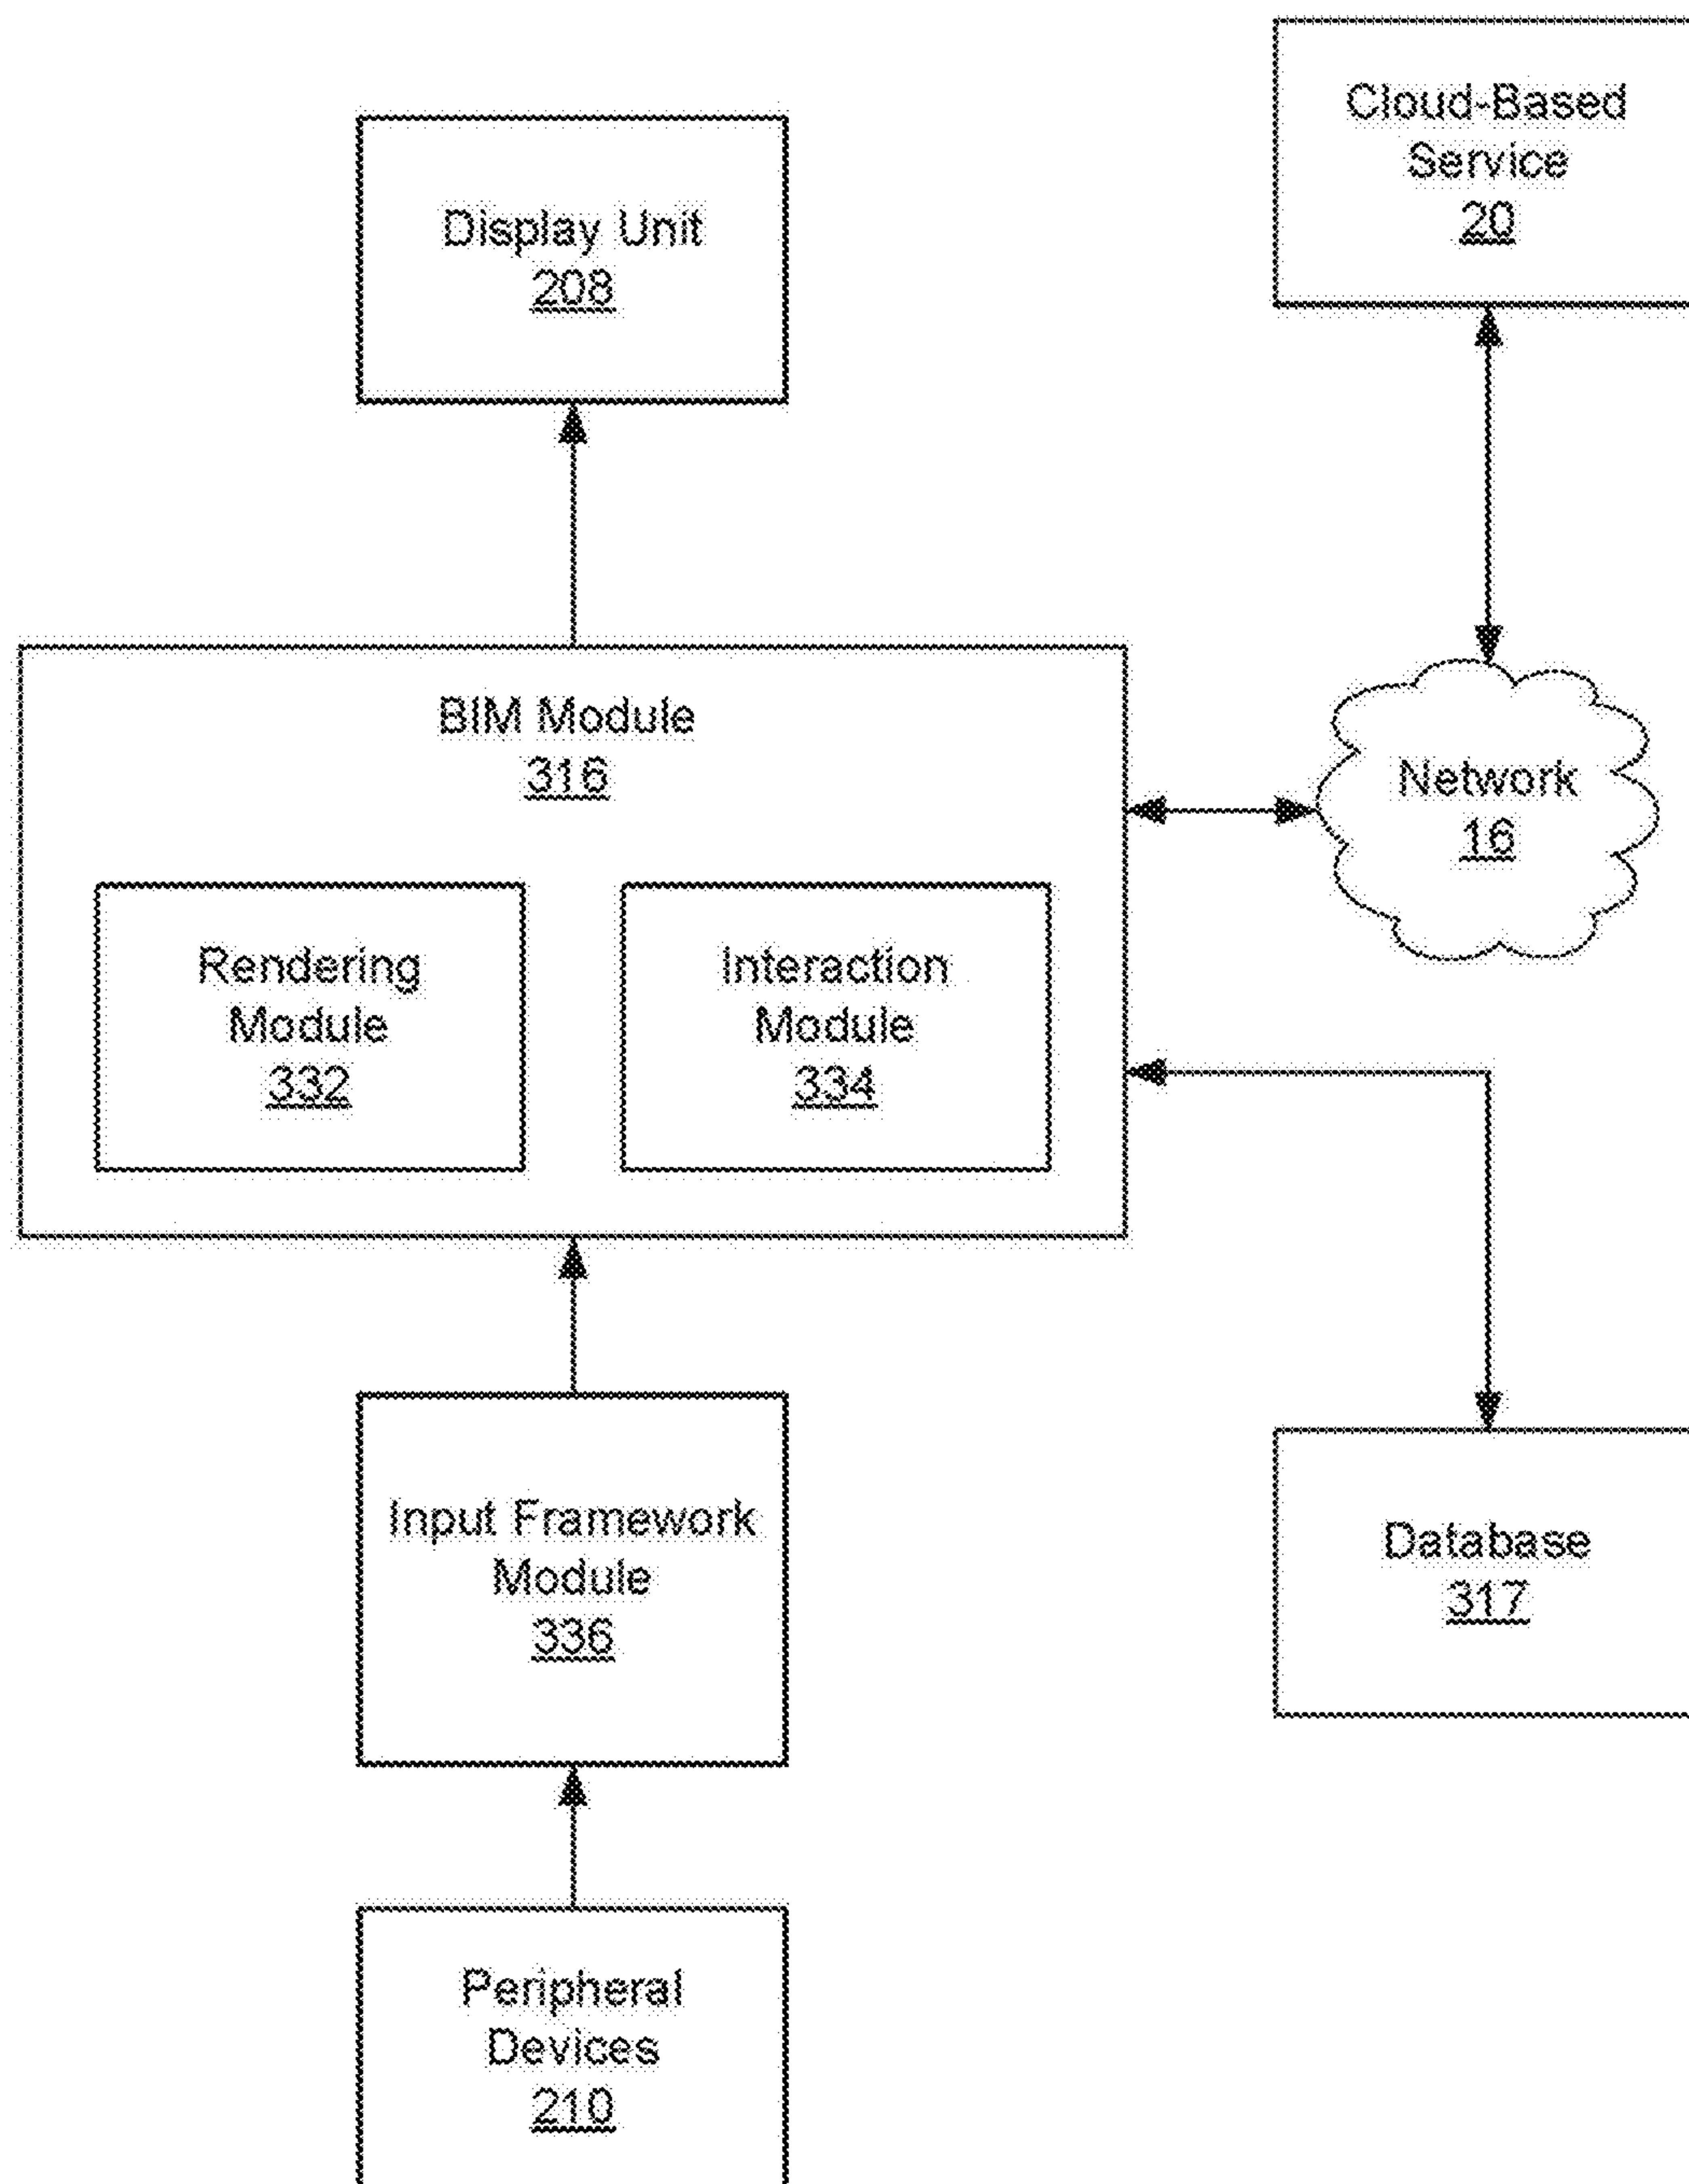 Cloud-Based
Service
20
Display Unit
208
BIM Module
316
Network
16
Rendering
Module
332
Interaction
Module
334
Input Framework
Module
336
Database
317
Peripheral
Devices
210